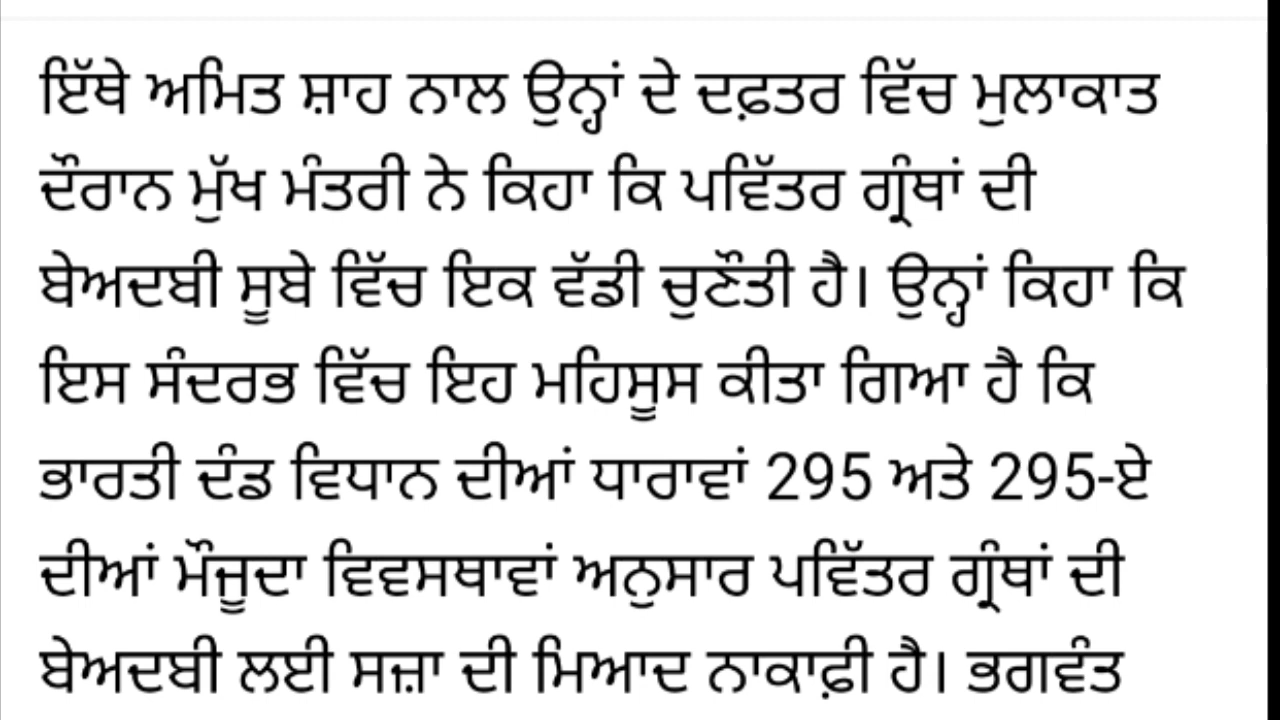 ਇੱਥੇ ਅਮਿਤ ਸ਼ਾਹ ਨਾਲ ਉਨ੍ਹਾਂ ਦੇ ਦਫ਼ਤਰ ਵਿੱਚ ਮੁਲਾਕਾਤ
ਦੌਰਾਨ ਮੁੱਖ ਮੰਤਰੀ ਨੇ ਕਿਹਾ ਕਿ ਪਵਿੱਤਰ ਗ੍ਰੰਥਾਂ ਦੀ
ਬੇਅਦਬੀ ਸੂਬੇ ਵਿੱਚ ਇਕ ਵੱਡੀ ਚੁਣੌਤੀ ਹੈ। ਉਨ੍ਹਾਂ ਕਿਹਾ ਕਿ
ਇਸ ਸੰਦਰਭ ਵਿੱਚ ਇਹ ਮਹਿਸੂਸ ਕੀਤਾ ਗਿਆ ਹੈ ਕਿ
ਭਾਰਤੀ ਦੰਡ ਵਿਧਾਨ ਦੀਆਂ ਧਾਰਾਵਾਂ 295 ਅਤੇ 295-ਏ
ਦੀਆਂ ਮੌਜੂਦਾ ਵਿਵਸਥਾਵਾਂ ਅਨੁਸਾਰ ਪਵਿੱਤਰ ਗ੍ਰੰਥਾਂ ਦੀ
ਬੇਅਦਬੀ ਲਈ ਸਜ਼ਾ ਦੀ ਮਿਆਦ ਨਾਕਾਫ਼ੀ ਹੈ। ਭਗਵੰਤ